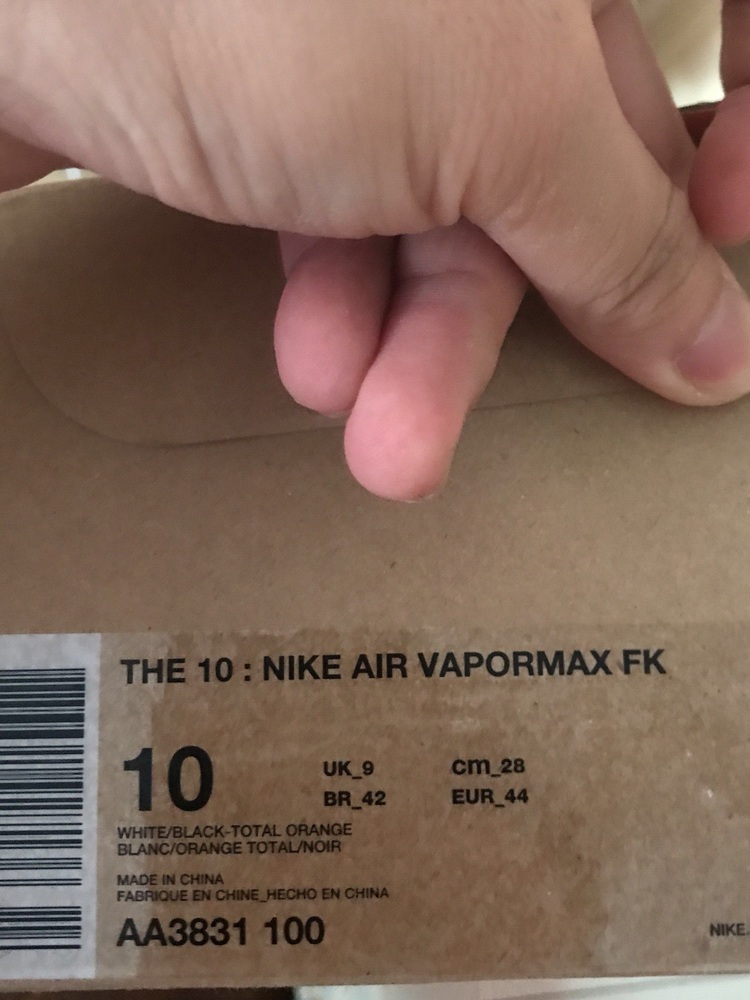 THE 10 : NIKE AIR VAPORMAX FK
10
UK_9
cm_28
BR_42
EUR_44
WHITE/BLACK-TOTAL ORANGE
BLANC/ORANGE TOTAL/NOIR
MADE IN CHINA
FABRIQUE EN CHINE_HECHO EN CHINA
AA3831 100
NIKE.